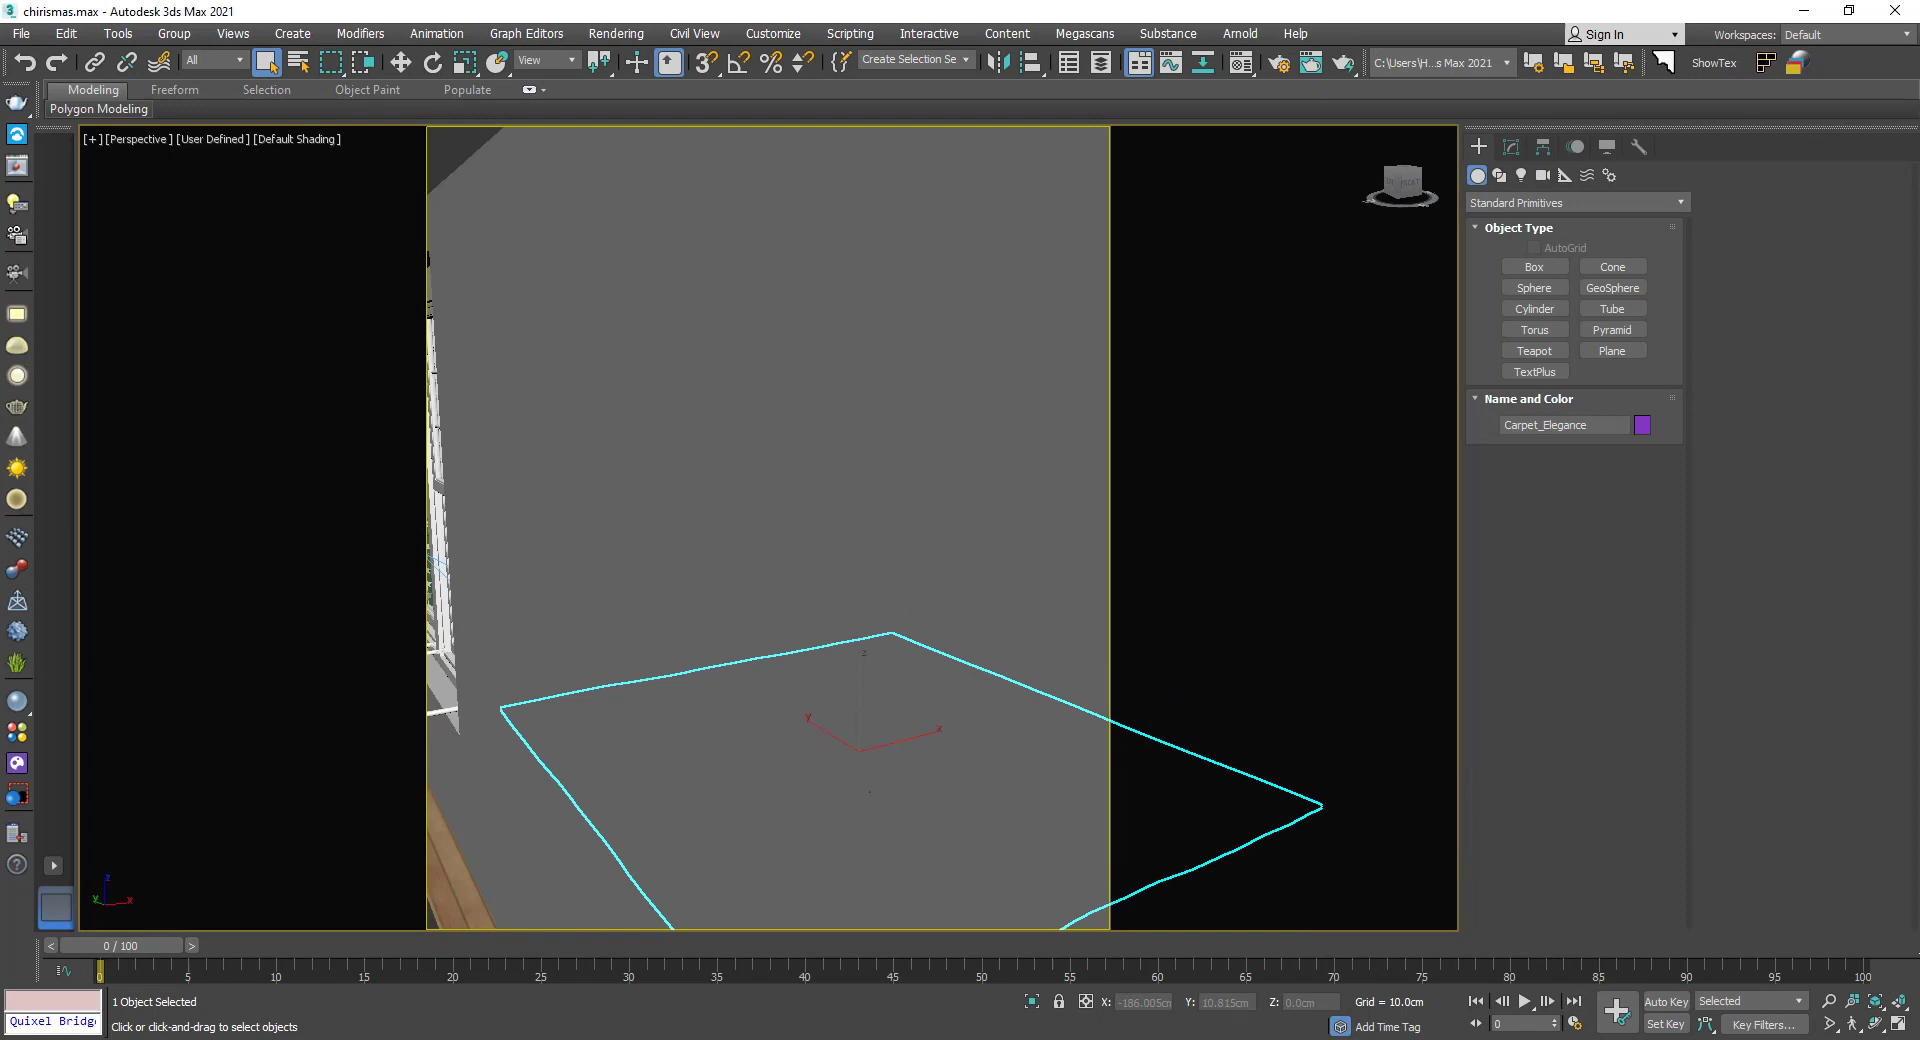 chirismas.max - Autodesk 3ds Max 2021
File Edit Tools Group Views Create Modifiers Animation Graph Editors Rendering Civil View Customize Scripting Interactive Content Megascans Substance Arnold Help Sign In Workspaces: Default
All View Create Selection Se C:\Users\H...s Max 2021 ShowTex
Modeling Freeform Selection Object Paint Populate
Polygon Modeling
[+] [Perspective] [User Defined] [Default Shading]
Standard Primitives
Object Type
AutoGrid
Box Cone
Sphere GeoSphere
Cylinder Tube
Torus Pyramid
Teapot Plane
TextPlus
Name and Color
Carpet_Elegance
z
y x
z
y x
< 0 / 100 >
0 5 10 15 20 25 30 35 40 45 50 55 60 65 70 75 80 85 90 95 100
1 Object Selected X: -186.005cm Y: 10.815cm Z: 0.0cm Grid = 10.0cm Auto Key Selected
Quixel Bridg Click or click-and-drag to select objects Add Time Tag 0 Set Key Key Filters...